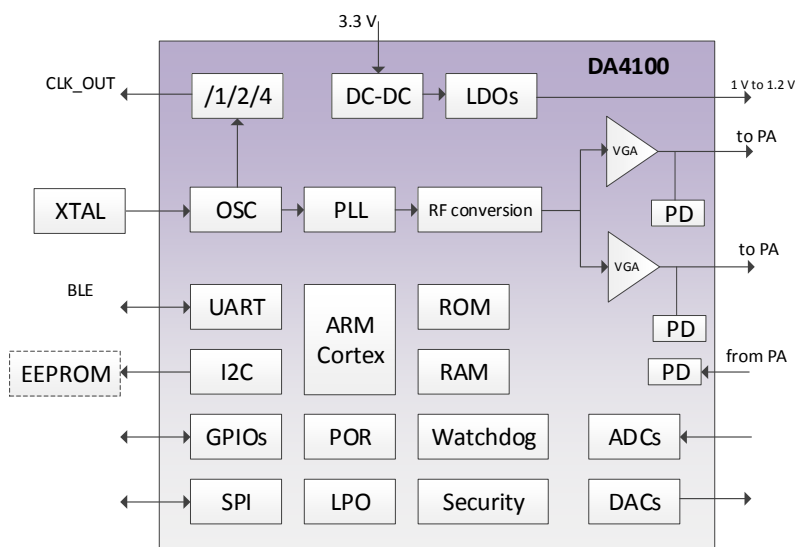 3.3 V
DA4100
CLK_OUT
/1/2/4
DC-DC
LDOs
1 V to 1.2 V
VGA
to PA
XTAL
OSC
PLL
RF conversion
PD
VGA
to PA
BLE
UART
ARM
Cortex
ROM
PD
EEPROM
I2C
RAM
PD
from PA
GPIOs
POR
Watchdog
ADCs
SPI
LPO
Security
DACs